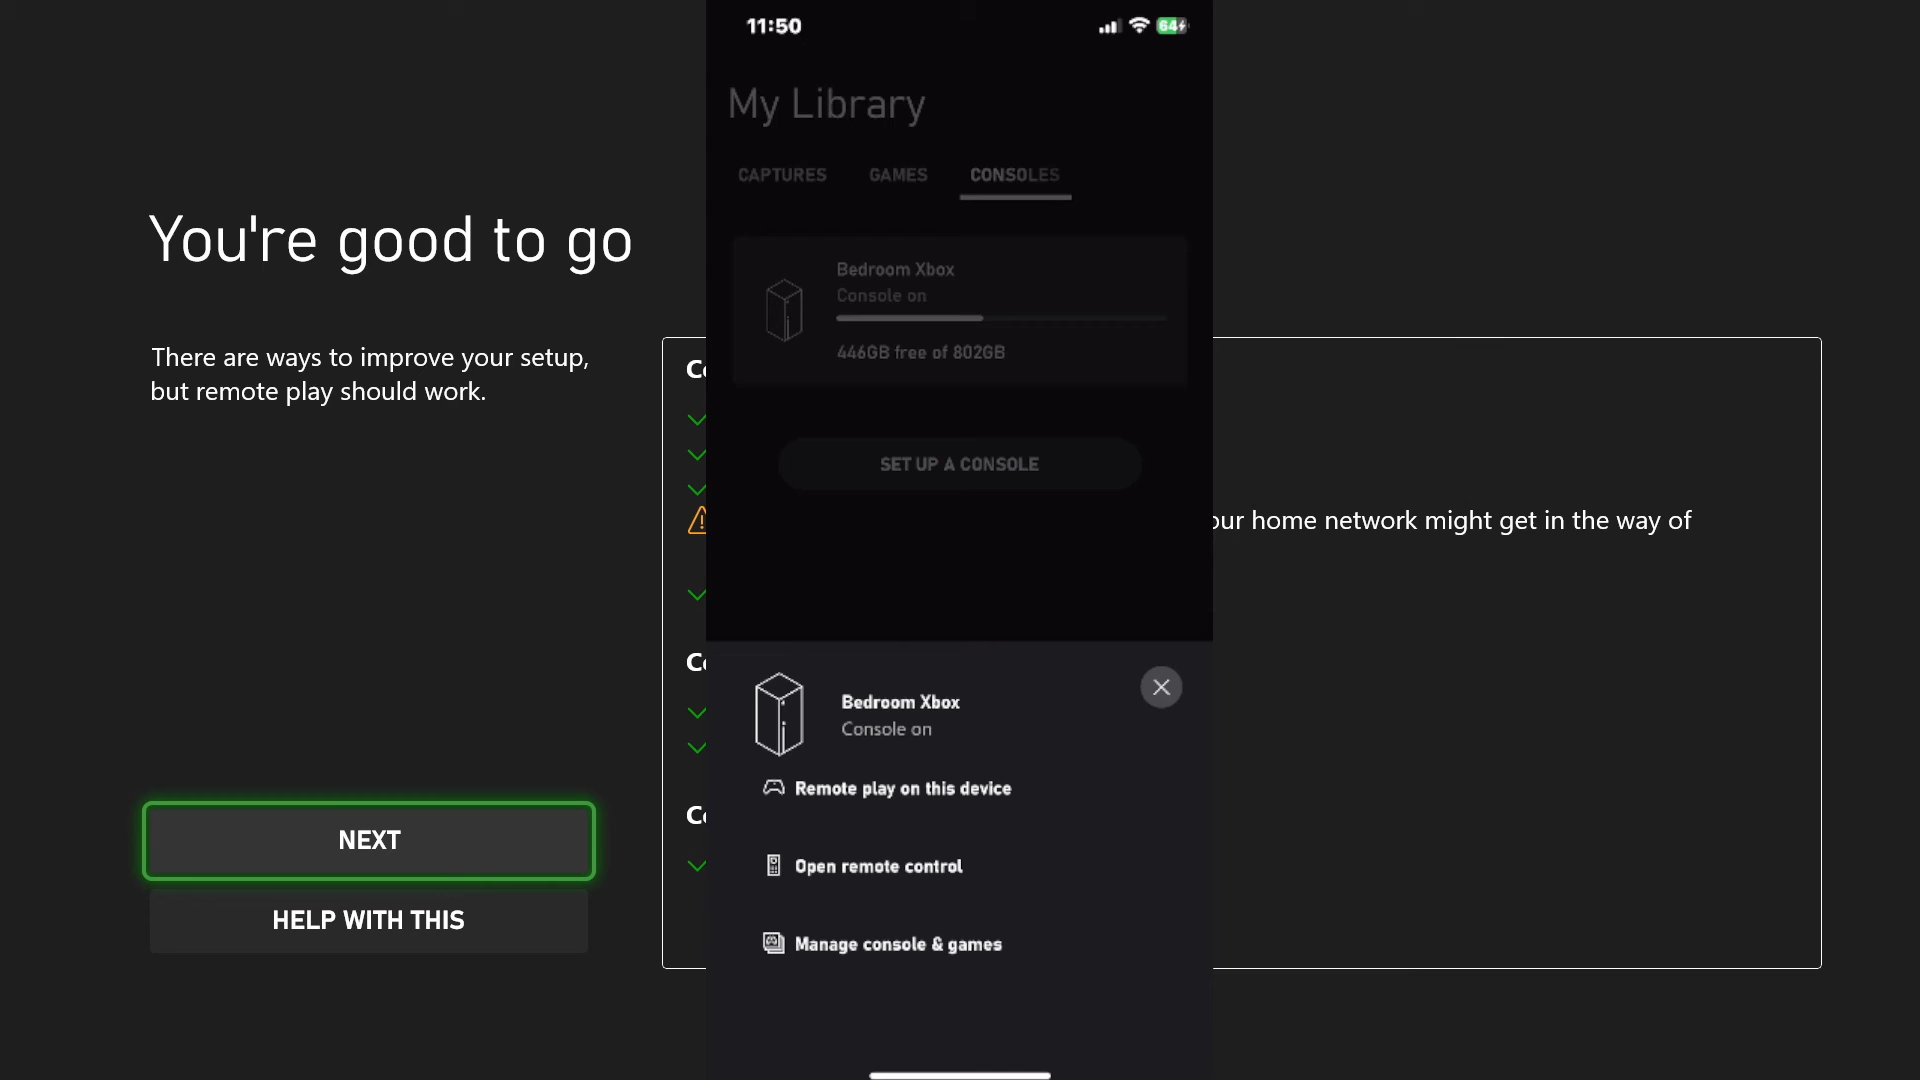 You're good to go
There are ways to improve your setup,
but remote play should work.
NEXT
HELP WITH THIS
our home network might get in the way of
11:50
64
My Library
CAPTURES GAMES CONSOLES
Bedroom Xbox
Console on
446GB free of 802GB
SET UP A CONSOLE
Bedroom Xbox
Console on
Remote play on this device
Open remote control
Manage console & games